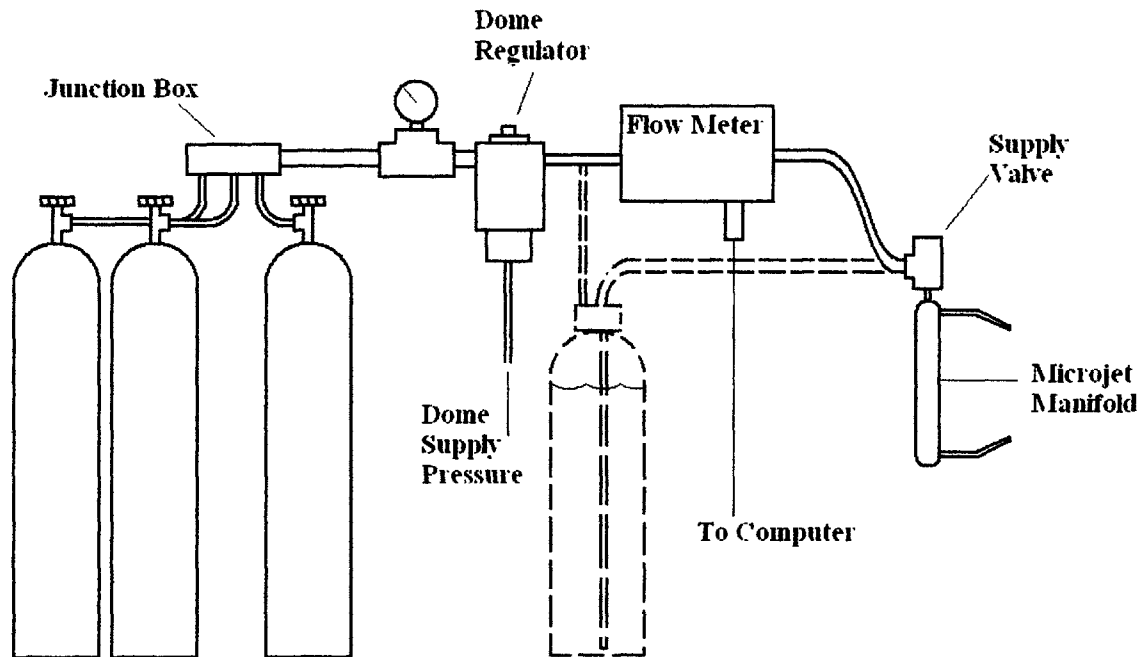 Dome
Regulator
Junction Box
Flow Meter
Supply
Valve
Microjet
Manifold
Dome
Supply
Pressure
To Computer